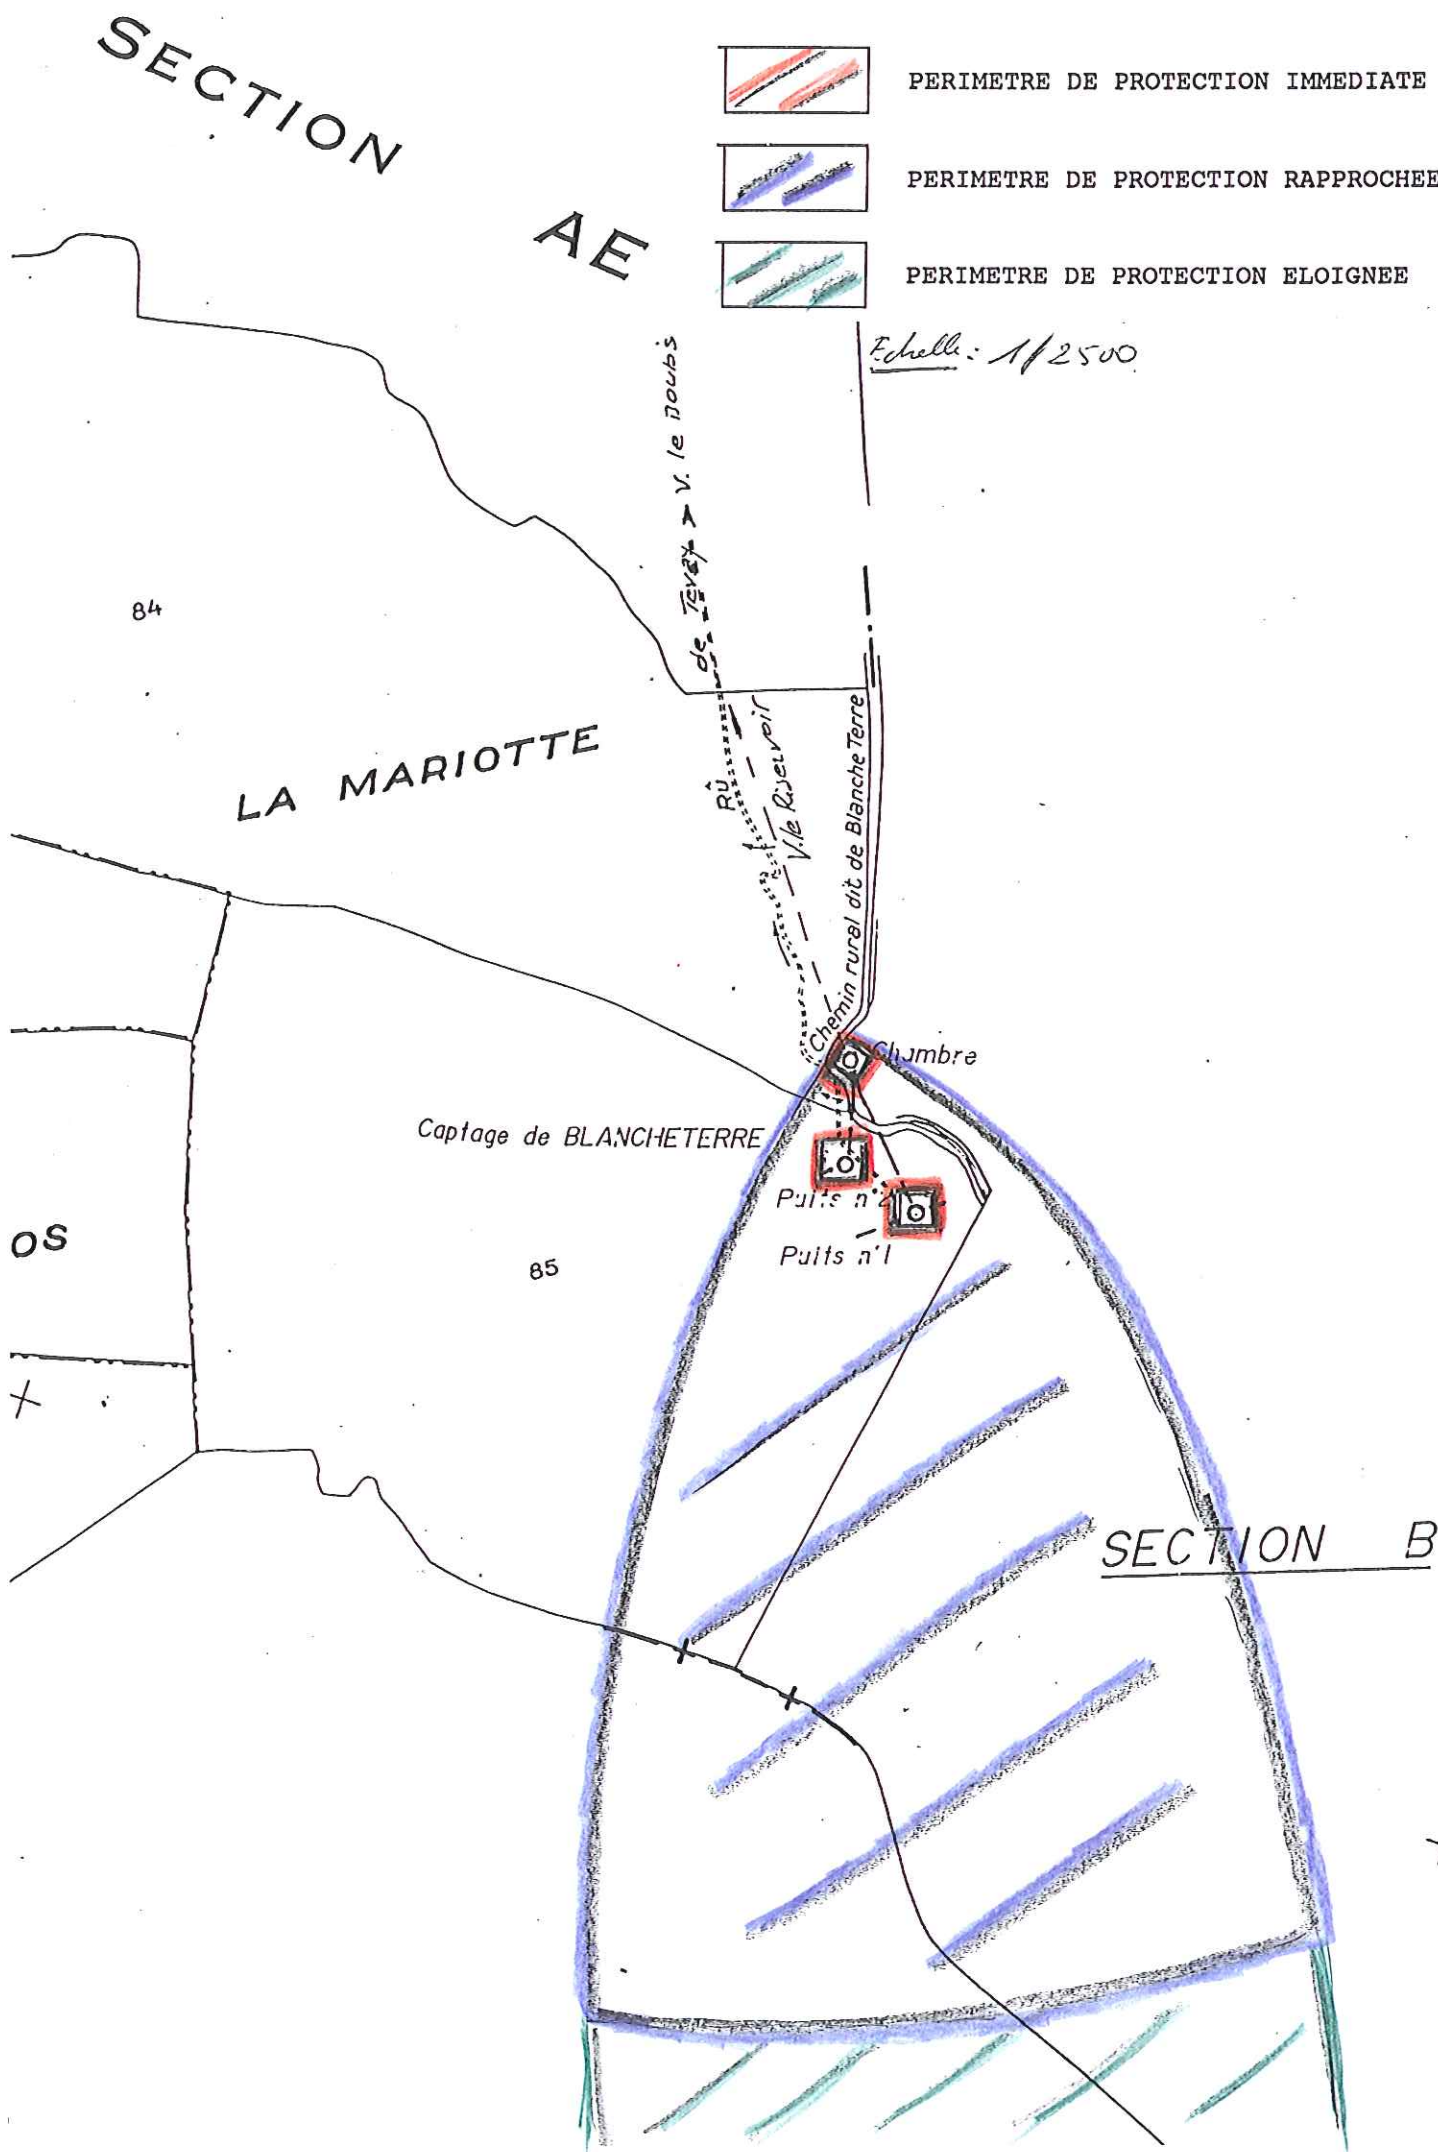 SECTION
AE
PERIMETRE DE PROTECTION IMMEDIATE
PERIMETRE DE PROTECTION RAPPROCHEE
PERIMETRE DE PROTECTION ELOIGNEE
Echelle: 1/2500
V. le Doubs
Rû de
84
LA MARIOTTE
V. le Réservoir
Chemin rural dit de Blanche Terre
Chambre
Captage de BLANCHETERRE
Puits n°2
Puits n°1
OS
85
SECTION B